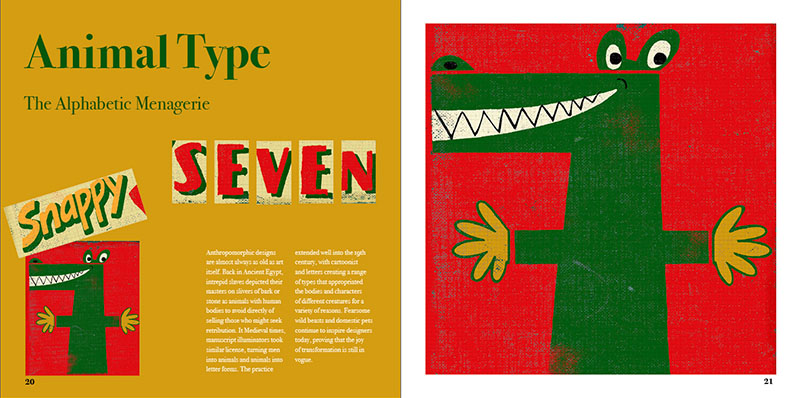 Animal Type
The Alphabetic Menagerie
SEVEN
Snappy
Anthropomorphic designs
are almost always as old as art
itself. Back in Ancient Egypt,
intrepid slaves depicted their
masters on slivers of bark or
stone as animals with human
bodies to avoid directly of
selling those who might seek
retribution. It Medieval times,
manuscript illuminators took
similar license, turning men
into animals and animals into
letter forms. The practice
extended well into the 19th
century, with cartoonist
and letters creating a range
of types that appropriated
the bodies and characters
of different creatures for a
variety of reasons. Fearsome
wild beasts and domestic pets
continue to inspire designers
today, proving that the joy
of transformation is still in
vogue.
20
21